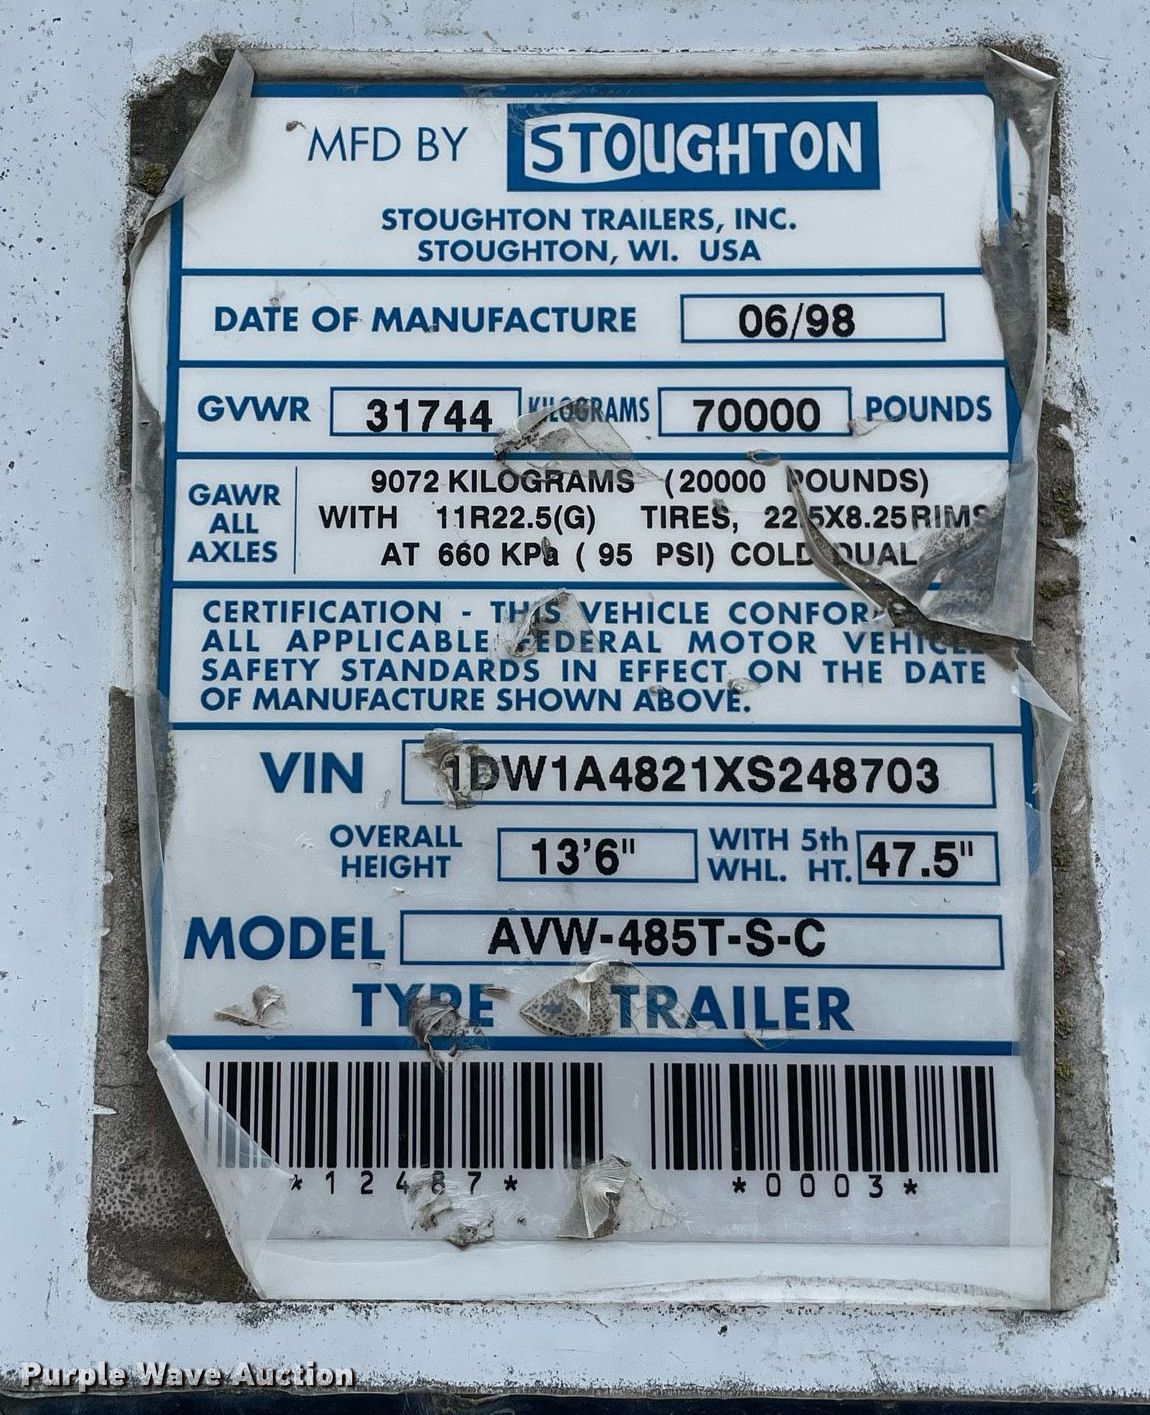 MFD BY STOUGHTON
STOUGHTON TRAILERS, INC.
STOUGHTON, WI. USA
DATE OF MANUFACTURE 06/98
GVWR 31744 KILOGRAMS 70000 POUNDS
GAWR ALL AXLES
9072 KILOGRAMS (20000 POUNDS)
WITH 11R22.5(G) TIRES, 22.5X8.25 RIMS
AT 660 KPa ( 95 PSI) COLD DUAL
CERTIFICATION - THIS VEHICLE CONFORMS
ALL APPLICABLE FEDERAL MOTOR VEHICLE
SAFETY STANDARDS IN EFFECT ON THE DATE
OF MANUFACTURE SHOWN ABOVE.
VIN 1DW1A4821XS248703
OVERALL HEIGHT 13'6" WITH 5th WHL. HT. 47.5"
MODEL AVW-485T-S-C
TYPE TRAILER
*12487* *0003*
Purple Wave Auction